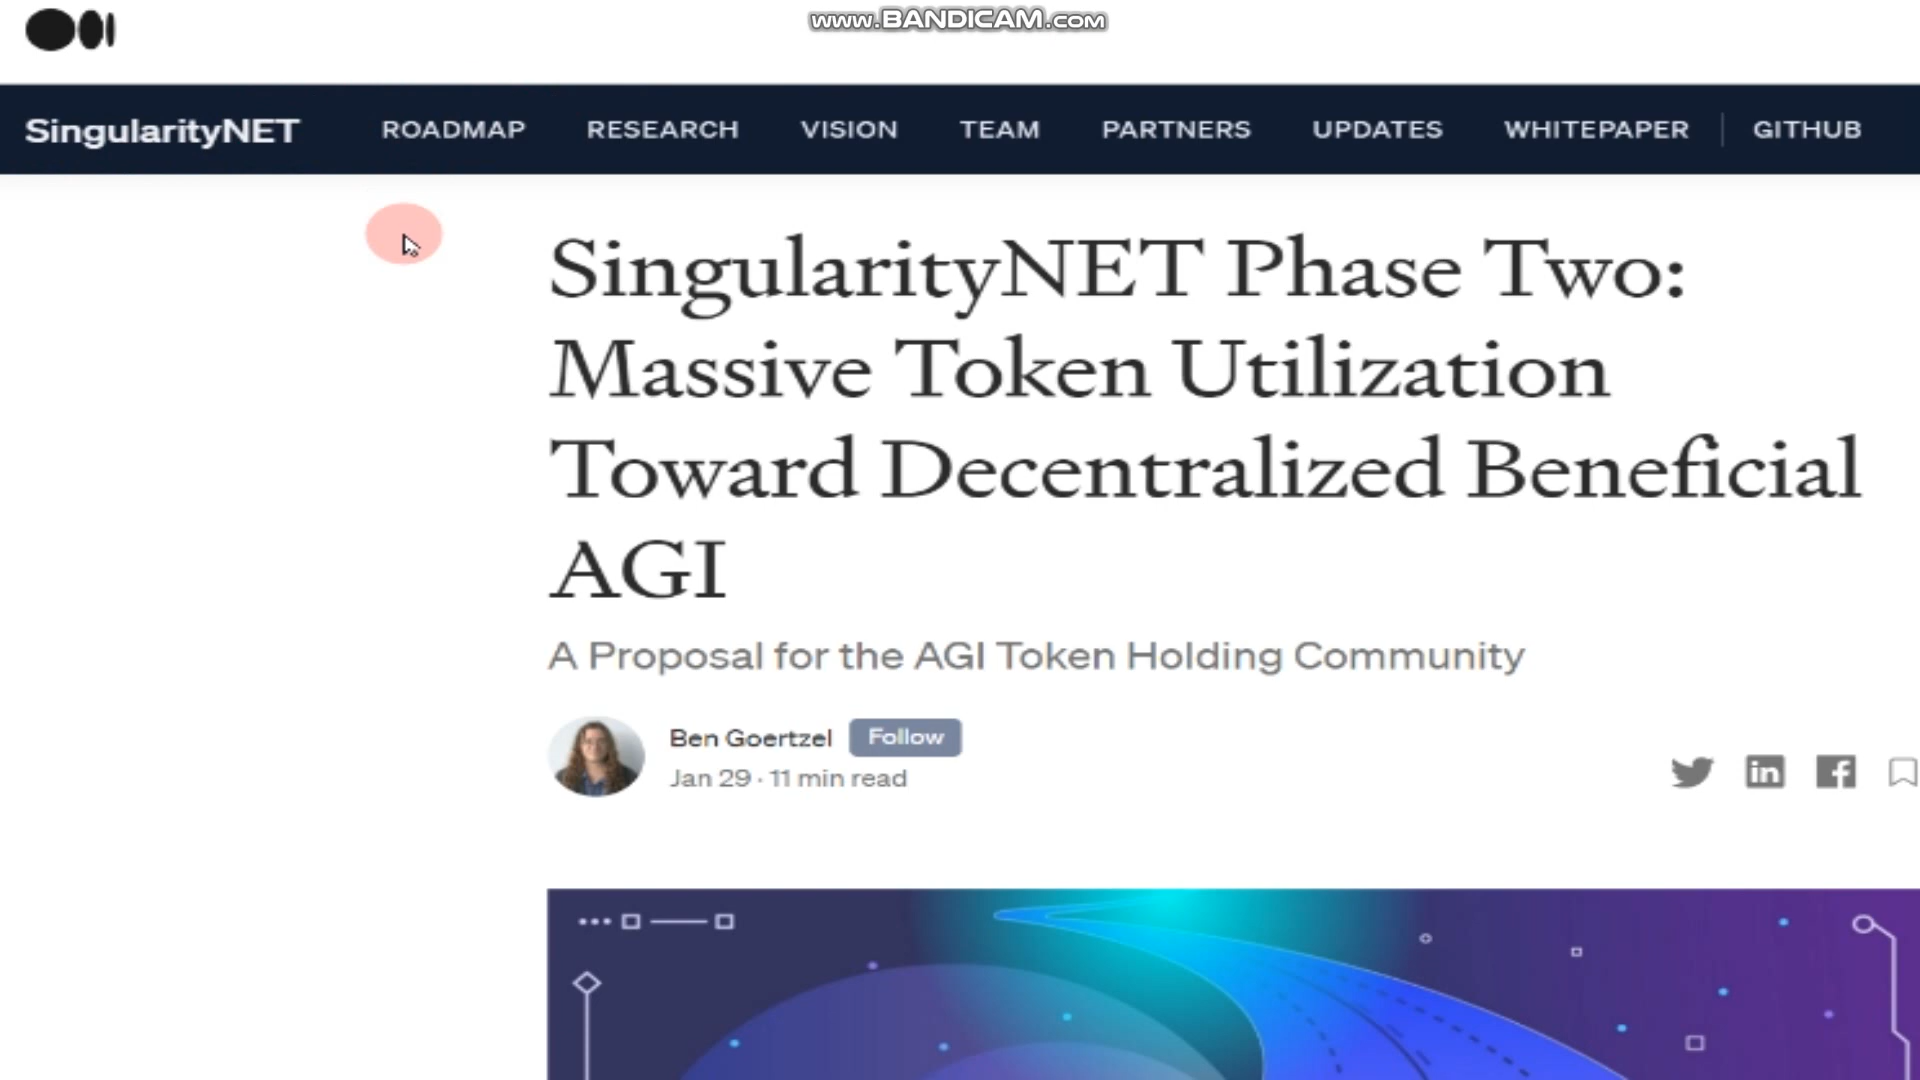 www.BANDICAM.com
SingularityNET ROADMAP RESEARCH VISION TEAM PARTNERS UPDATES WHITEPAPER GITHUB
SingularityNET Phase Two:
Massive Token Utilization
Toward Decentralized Beneficial
AGI
A Proposal for the AGI Token Holding Community
Ben Goertzel Follow
Jan 29 · 11 min read